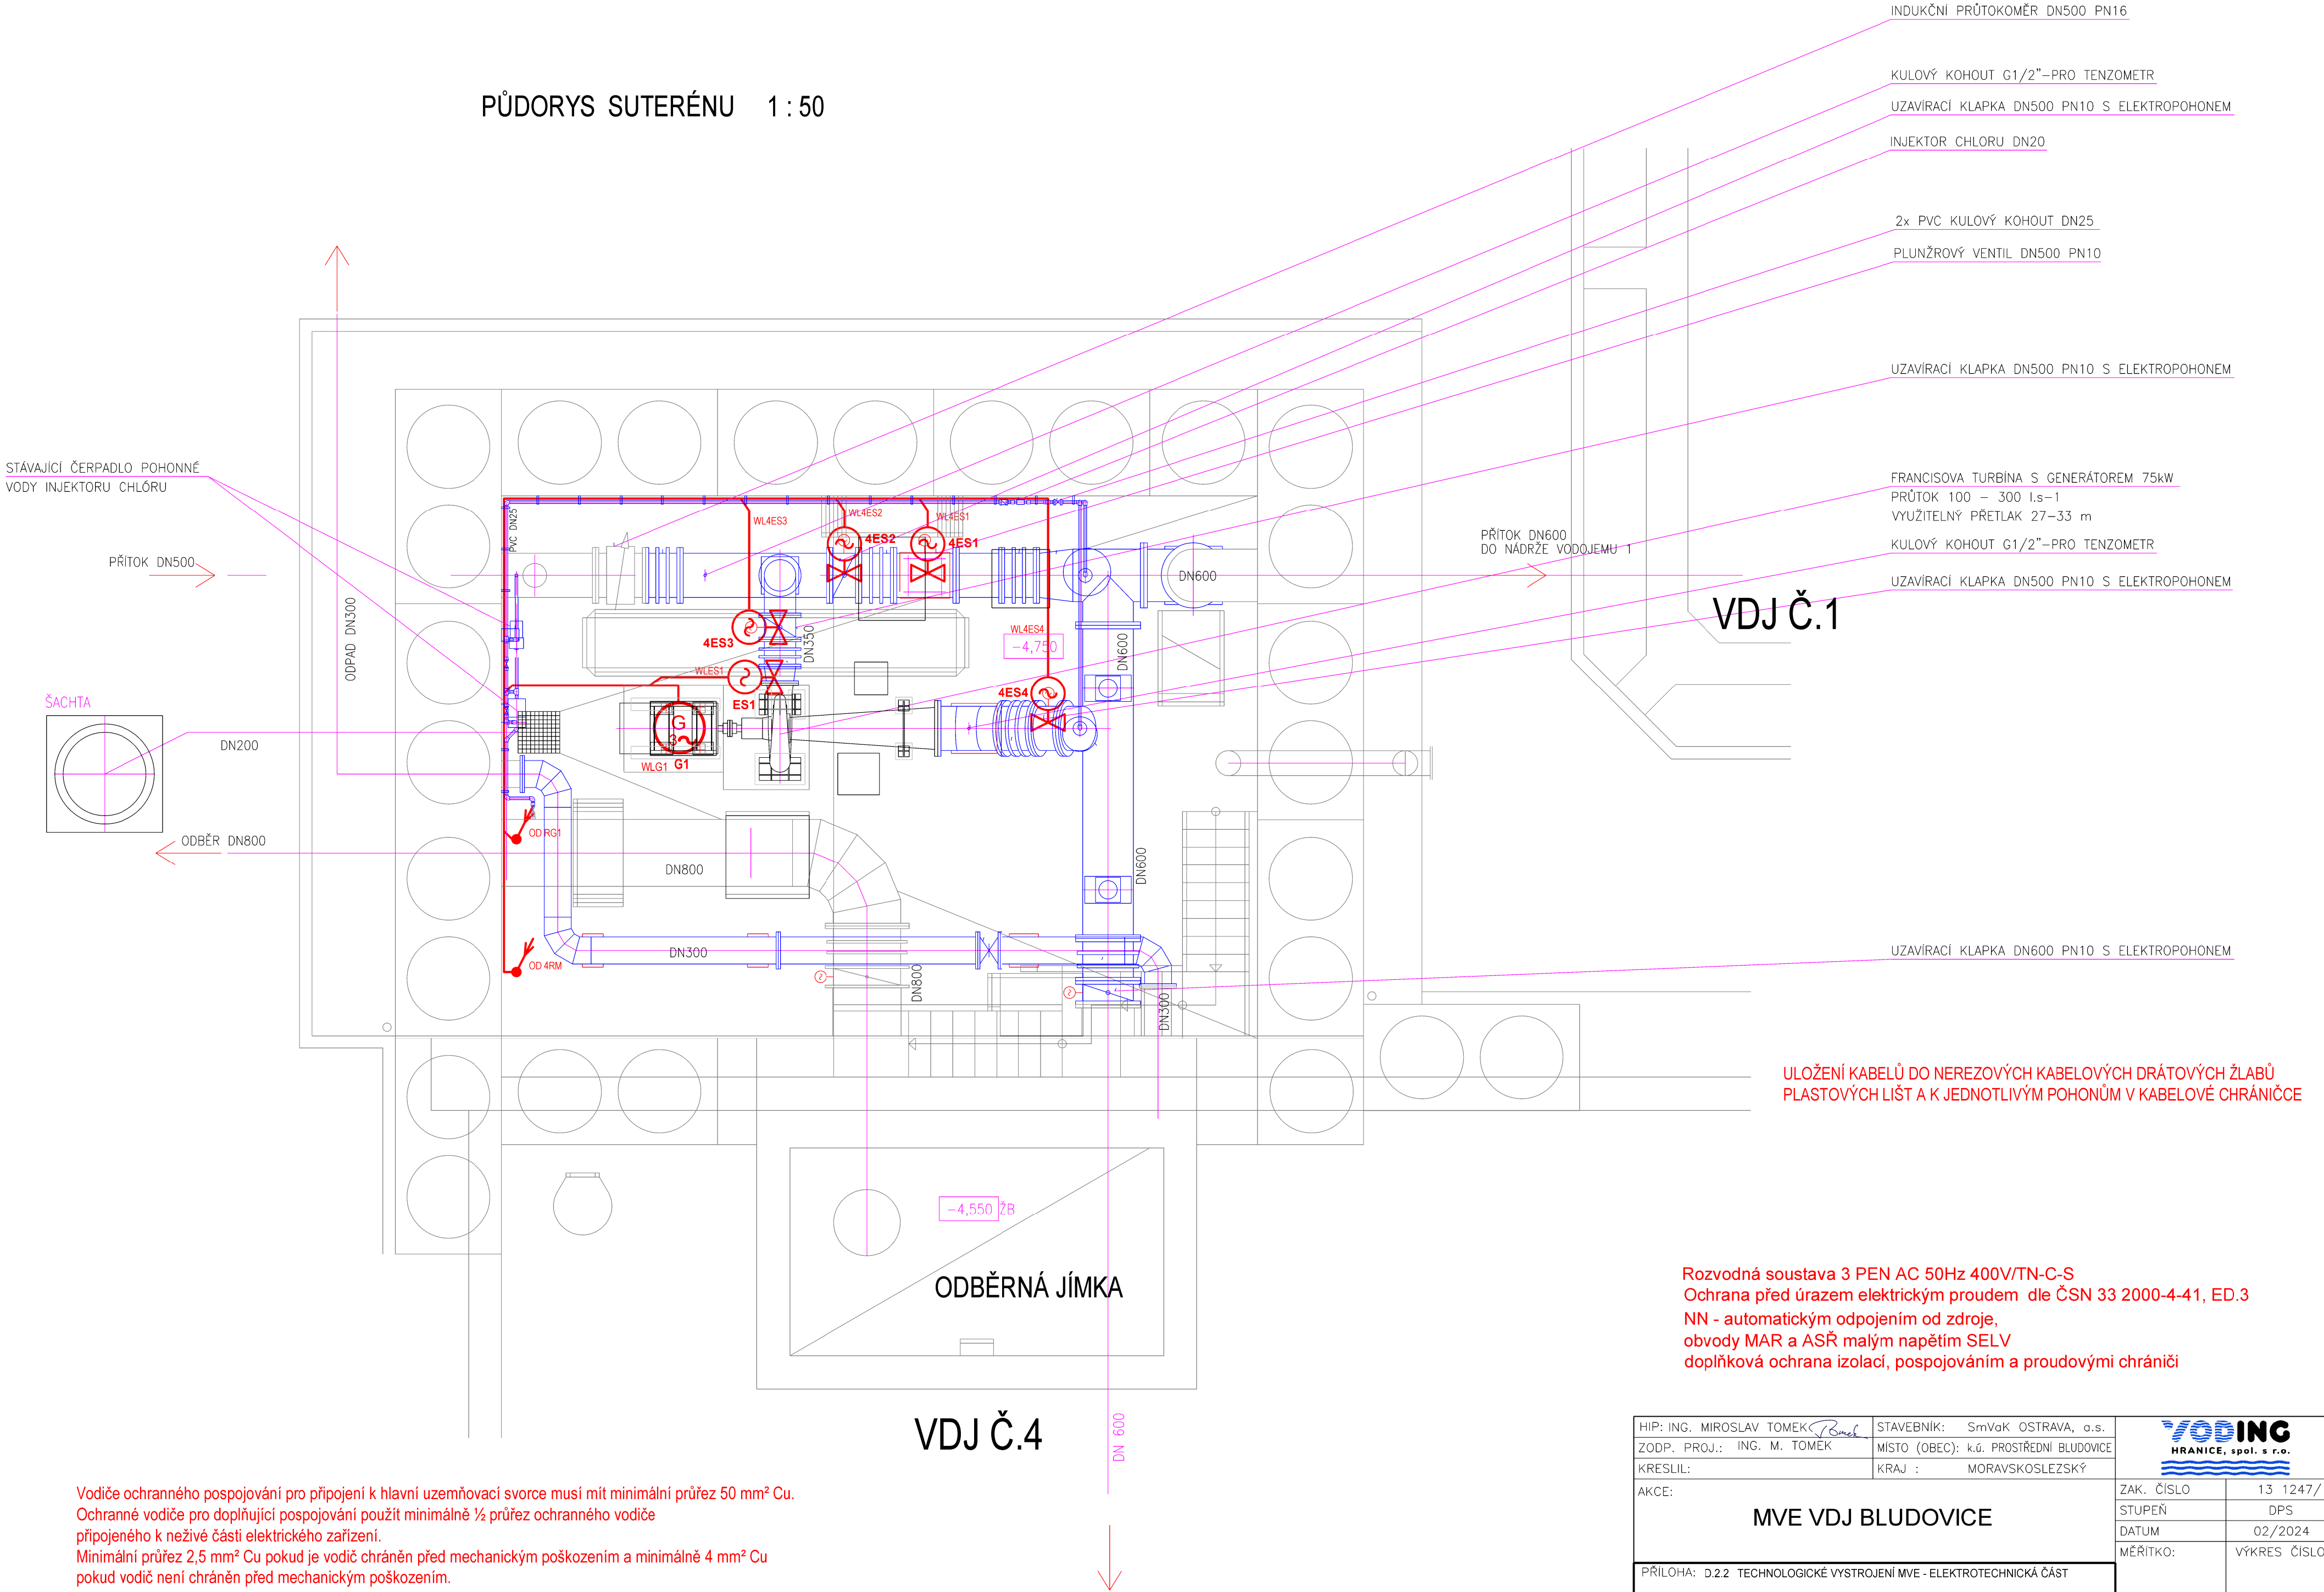 INDUKČNÍ PRŮTOKOMĚR DN500 PN16
KULOVÝ KOHOUT G1/2"-PRO TENZOMETR
UZAVÍRACÍ KLAPKA DN500 PN10 S ELEKTROPOHONEM
INJEKTOR CHLORU DN20
PŮDORYS SUTERÉNU 1 : 50
2x PVC KULOVÝ KOHOUT DN25
PLUNŽROVÝ VENTIL DN500 PN10
UZAVÍRACÍ KLAPKA DN500 PN10 S ELEKTROPOHONEM
STÁVAJÍCÍ ČERPADLO POHONNÉ
VODY INJEKTORU CHLÓRU
FRANCISOVA TURBÍNA S GENERÁTOREM 75kW
PRŮTOK 100 – 300 l.s-1
VYUŽITELNÝ PŘETLAK 27-33 m
KULOVÝ KOHOUT G1/2"-PRO TENZOMETR
UZAVÍRACÍ KLAPKA DN500 PN10 S ELEKTROPOHONEM
PVC DN25
WL4ES3
WL4ES2
WL4ES1
4ES2
4ES1
PŘÍTOK DN600
DO NÁDRŽE VODOJEMU 1
PŘÍTOK DN500
DN600
VDJ Č.1
ODPAD DN300
4ES3
DN350
WL4ES4
-4,750
DN600
WLES1
ES1
4ES4
ŠACHTA
DN200
G
3
WLG1
G1
OD RG1
ODBĚR DN800
DN800
DN600
UZAVÍRACÍ KLAPKA DN600 PN10 S ELEKTROPOHONEM
DN300
OD 4RM
DN800
DN300
ULOŽENÍ KABELŮ DO NEREZOVÝCH KABELOVÝCH DRÁTOVÝCH ŽLABŮ
PLASTOVÝCH LIŠT A K JEDNOTLIVÝM POHONŮM V KABELOVÉ CHRÁNIČCE
-4,550 ŽB
ODBĚRNÁ JÍMKA
Rozvodná soustava 3 PEN AC 50Hz 400V/TN-C-S
Ochrana před úrazem elektrickým proudem dle ČSN 33 2000-4-41, ED.3
NN - automatickým odpojením od zdroje,
obvody MAR a ASŘ malým napětím SELV
doplňková ochrana izolací, pospojováním a proudovými chrániči
VDJ Č.4
DN 600
Vodiče ochranného pospojování pro připojení k hlavní uzemňovací svorce musí mít minimální průřez 50 mm² Cu.
Ochranné vodiče pro doplňující pospojování použít minimálně ½ průřez ochranného vodiče
připojeného k neživé části elektrického zařízení.
Minimální průřez 2,5 mm² Cu pokud je vodič chráněn před mechanickým poškozením a minimálně 4 mm² Cu
pokud vodič není chráněn před mechanickým poškozením.
HIP: ING. MIROSLAV TOMEK
STAVEBNÍK: SmVaK OSTRAVA, a.s.
ZODP. PROJ.: ING. M. TOMEK
MÍSTO (OBEC): k.ú. PROSTŘEDNÍ BLUDOVICE
KRESLIL:
KRAJ : MORAVSKOSLEZSKÝ
VODING
HRANICE, spol. s r.o.
AKCE:
MVE VDJ BLUDOVICE
ZAK. ČÍSLO 13 1247/
STUPEŇ DPS
DATUM 02/2024
MĚŘÍTKO: VÝKRES ČÍSLO
PŘÍLOHA: D.2.2 TECHNOLOGICKÉ VYSTROJENÍ MVE - ELEKTROTECHNICKÁ ČÁST